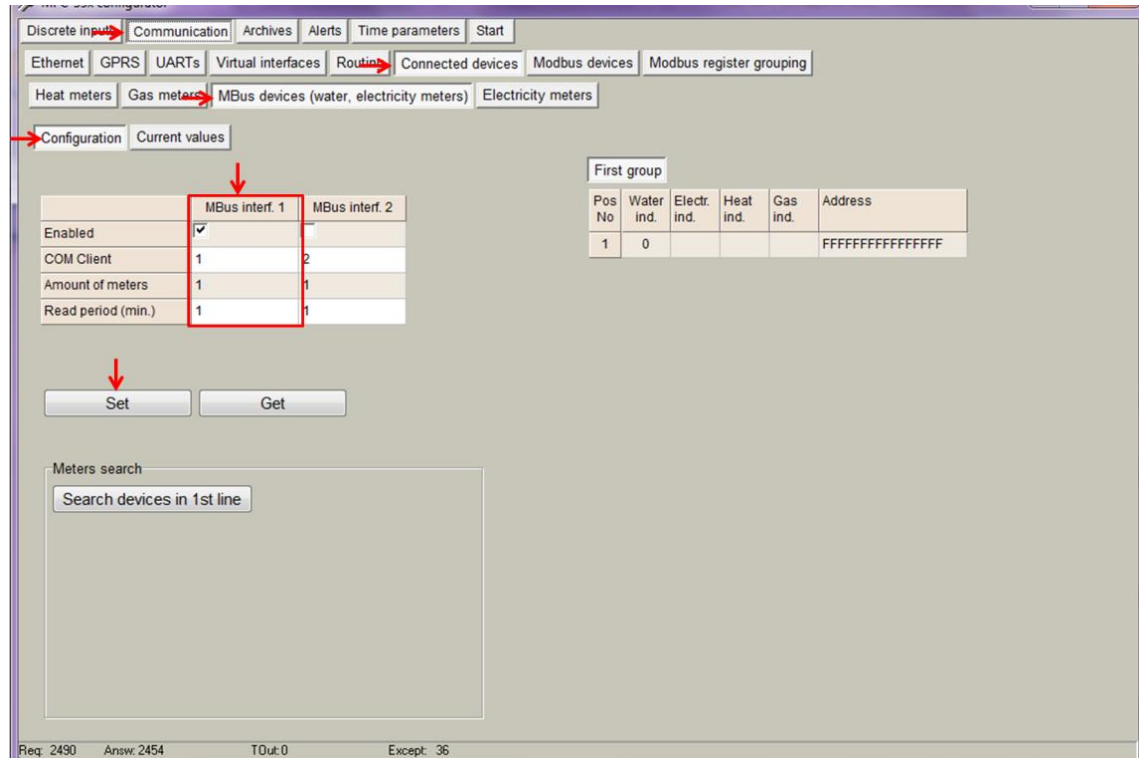 Discrete inputs Communication Archives Alerts Time parameters Start
Ethernet GPRS UARTs Virtual interfaces Routing Connected devices Modbus devices Modbus register grouping
Heat meters Gas meters MBus devices (water, electricity meters) Electricity meters
Configuration Current values
First group
MBus interf. 1 MBus interf. 2
Enabled
COM Client 1 2
Amount of meters 1 1
Read period (min.) 1 1
Pos No Water ind. Electr. ind. Heat ind. Gas ind. Address
1 0 FFFFFFFFFFFFFFFF
Set Get
Meters search
Search devices in 1st line
Req: 2490 Answ: 2454 TOut: 0 Except: 36